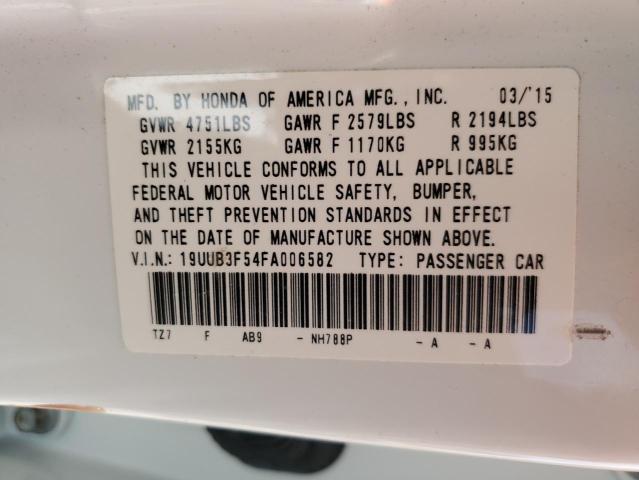 MFD. BY HONDA OF AMERICA MFG., INC. 03/'15
GVWR 4751LBS GAWR F 2579LBS R 2194LBS
GVWR 2155KG GAWR F 1170KG R 995KG
THIS VEHICLE CONFORMS TO ALL APPLICABLE
FEDERAL MOTOR VEHICLE SAFETY, BUMPER,
AND THEFT PREVENTION STANDARDS IN EFFECT
ON THE DATE OF MANUFACTURE SHOWN ABOVE.
V.I.N.: 19UUB3F54FA006582 TYPE: PASSENGER CAR
TZ7 F AB9 - NH788P - A - A